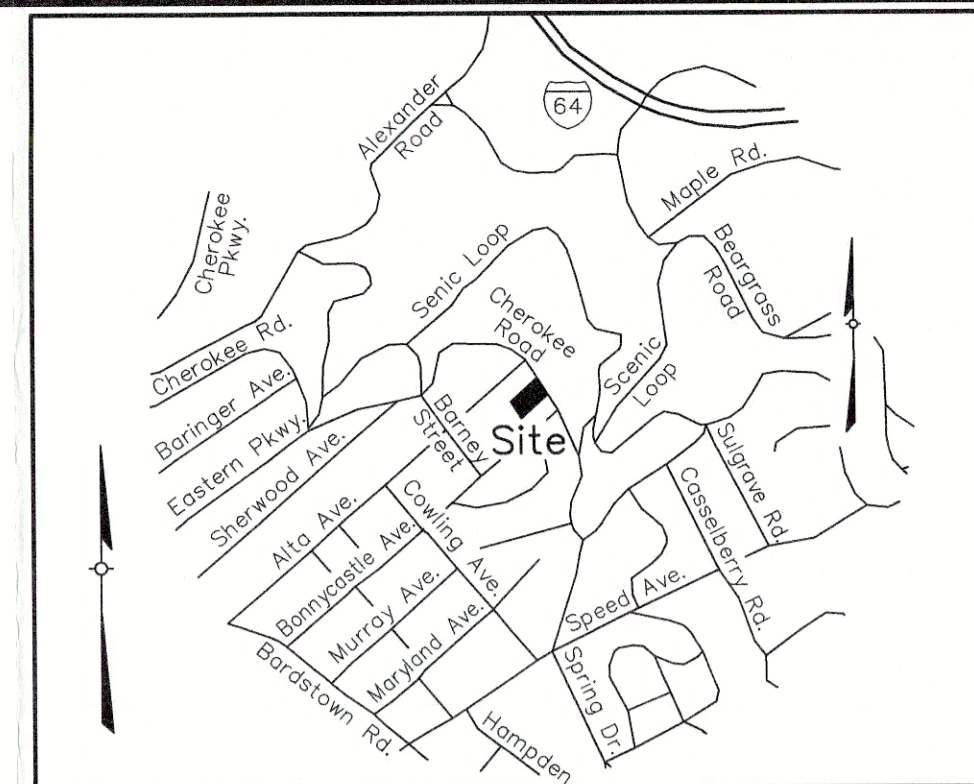 Alexander
Road
64
Maple Rd.
Cherokee
Pkwy.
Senic Loop
Beargrass
Road
Cherokee
Road
Cherokee Rd.
Scenic
Loop
Baringer Ave.
Barney
Street
Site
Eastern Pkwy.
Sherwood Ave.
Sulgrave Rd.
Casselberry Rd.
Alta Ave.
Cowling Ave.
Bonnycastle Ave.
Murray Ave.
Speed Ave.
Maryland Ave.
Bardstown Rd.
Spring Dr.
Hampden